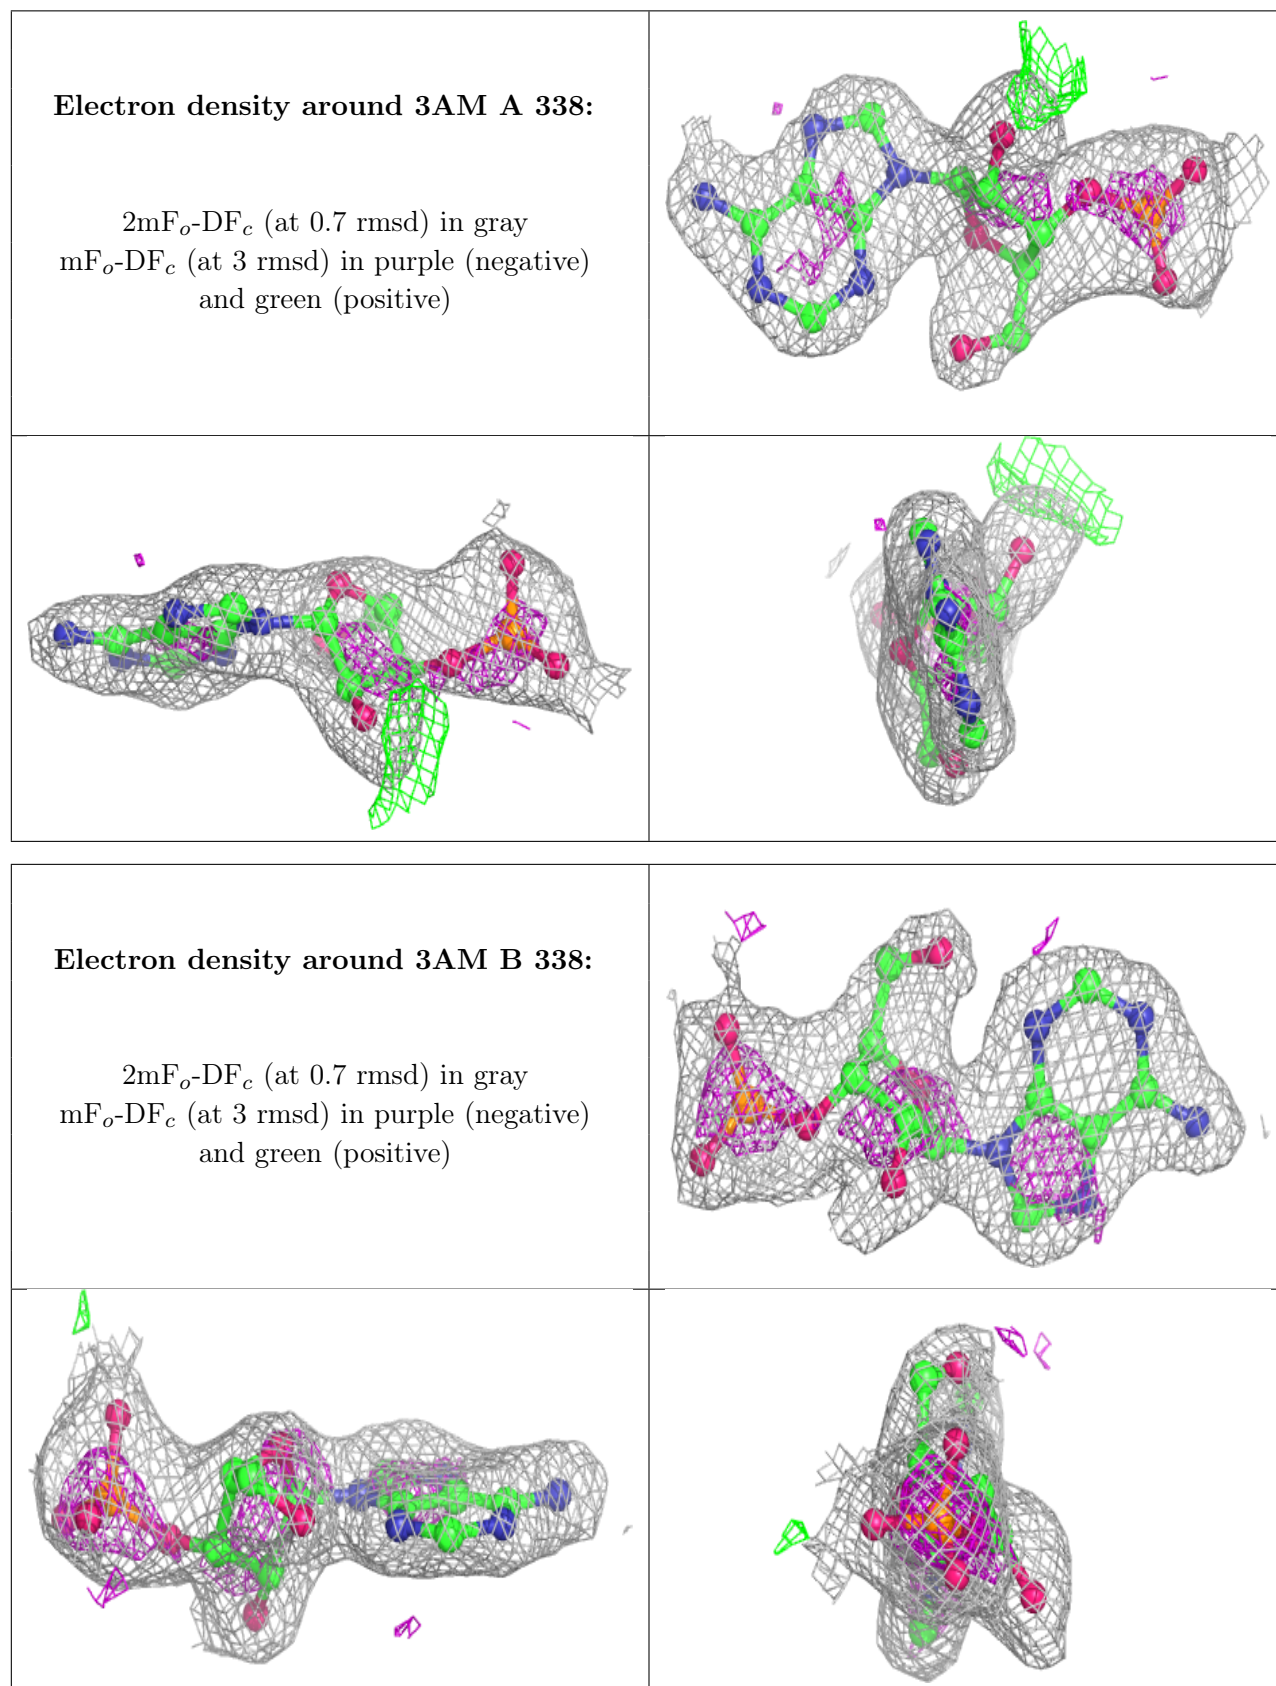 Electron density around 3AM A 338:
2mFo-DFc (at 0.7 rmsd) in gray
mFo-DFc (at 3 rmsd) in purple (negative)
and green (positive)
Electron density around 3AM B 338:
2mFo-DFc (at 0.7 rmsd) in gray
mFo-DFc (at 3 rmsd) in purple (negative)
and green (positive)